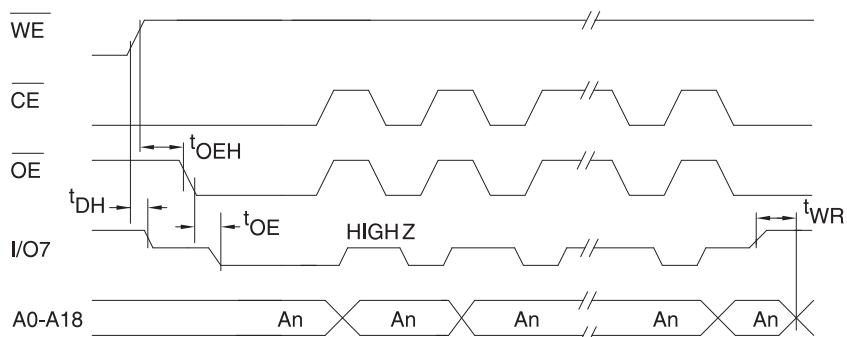 WE
CE
tOEH
OE
tDH
tOE
tWR
HIGH Z
I/O7
A0-A18 An An An An An